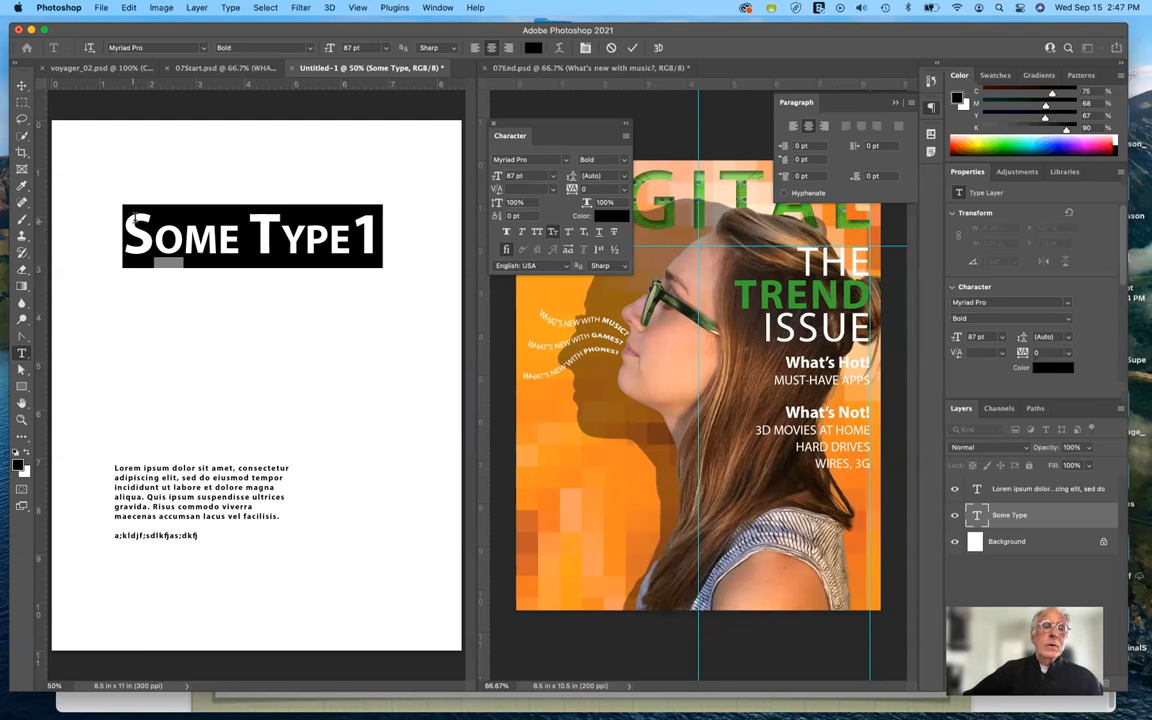 Photoshop File Edit Image Layer Type Select Filter 3D View Plugins Window Help
Wed Sep 15 2:47 PM
Adobe Photoshop 2021
Myriad Pro Bold 87 pt Sharp 3D
voyager_02.psd @ 100% (C...
07Start.psd @ 66.7% (WHA...
Untitled-1 @ 50% (Some Type, RGB/8) *
07End.psd @ 66.7% (What's new with music?, RGB/8) *
Some Type1
Lorem ipsum dolor sit amet, consectetur
adipiscing elit, sed do eiusmod tempor
incididunt ut labore et dolore magna
aliqua. Quis ipsum suspendisse ultrices
gravida. Risus commodo viverra
maecenas accumsan lacus vel facilisis.
a;kldjf;sdlkfjas;dkfj
50% 8.5 in x 11 in (300 ppi)
Character
Myriad Pro Bold
87 pt (Auto)
0
100% 100%
0 pt Color:
English: USA Sharp
Paragraph
0 pt 0 pt
0 pt
0 pt 0 pt
Hyphenate
GITAL
THE
TREND
ISSUE
What's Hot!
MUST-HAVE APPS
What's Not!
3D MOVIES AT HOME
HARD DRIVES
WIRES, 3G
WHAT'S NEW WITH MUSIC?
WHAT'S NEW WITH GAMES?
WHAT'S NEW WITH PHONES?
66.67% 8.5 in x 10.5 in (200 ppi)
Color Swatches Gradients Patterns
C 75 %
M 68 %
Y 67 %
K 90 %
Properties Adjustments Libraries
Type Layer
Transform
Character
Myriad Pro
Bold
87 pt (Auto)
0
Color
Layers Channels Paths
Kind
Normal Opacity: 100%
Lock: Fill: 100%
Lorem ipsum dolor...cing elit, sed do
Some Type
Background